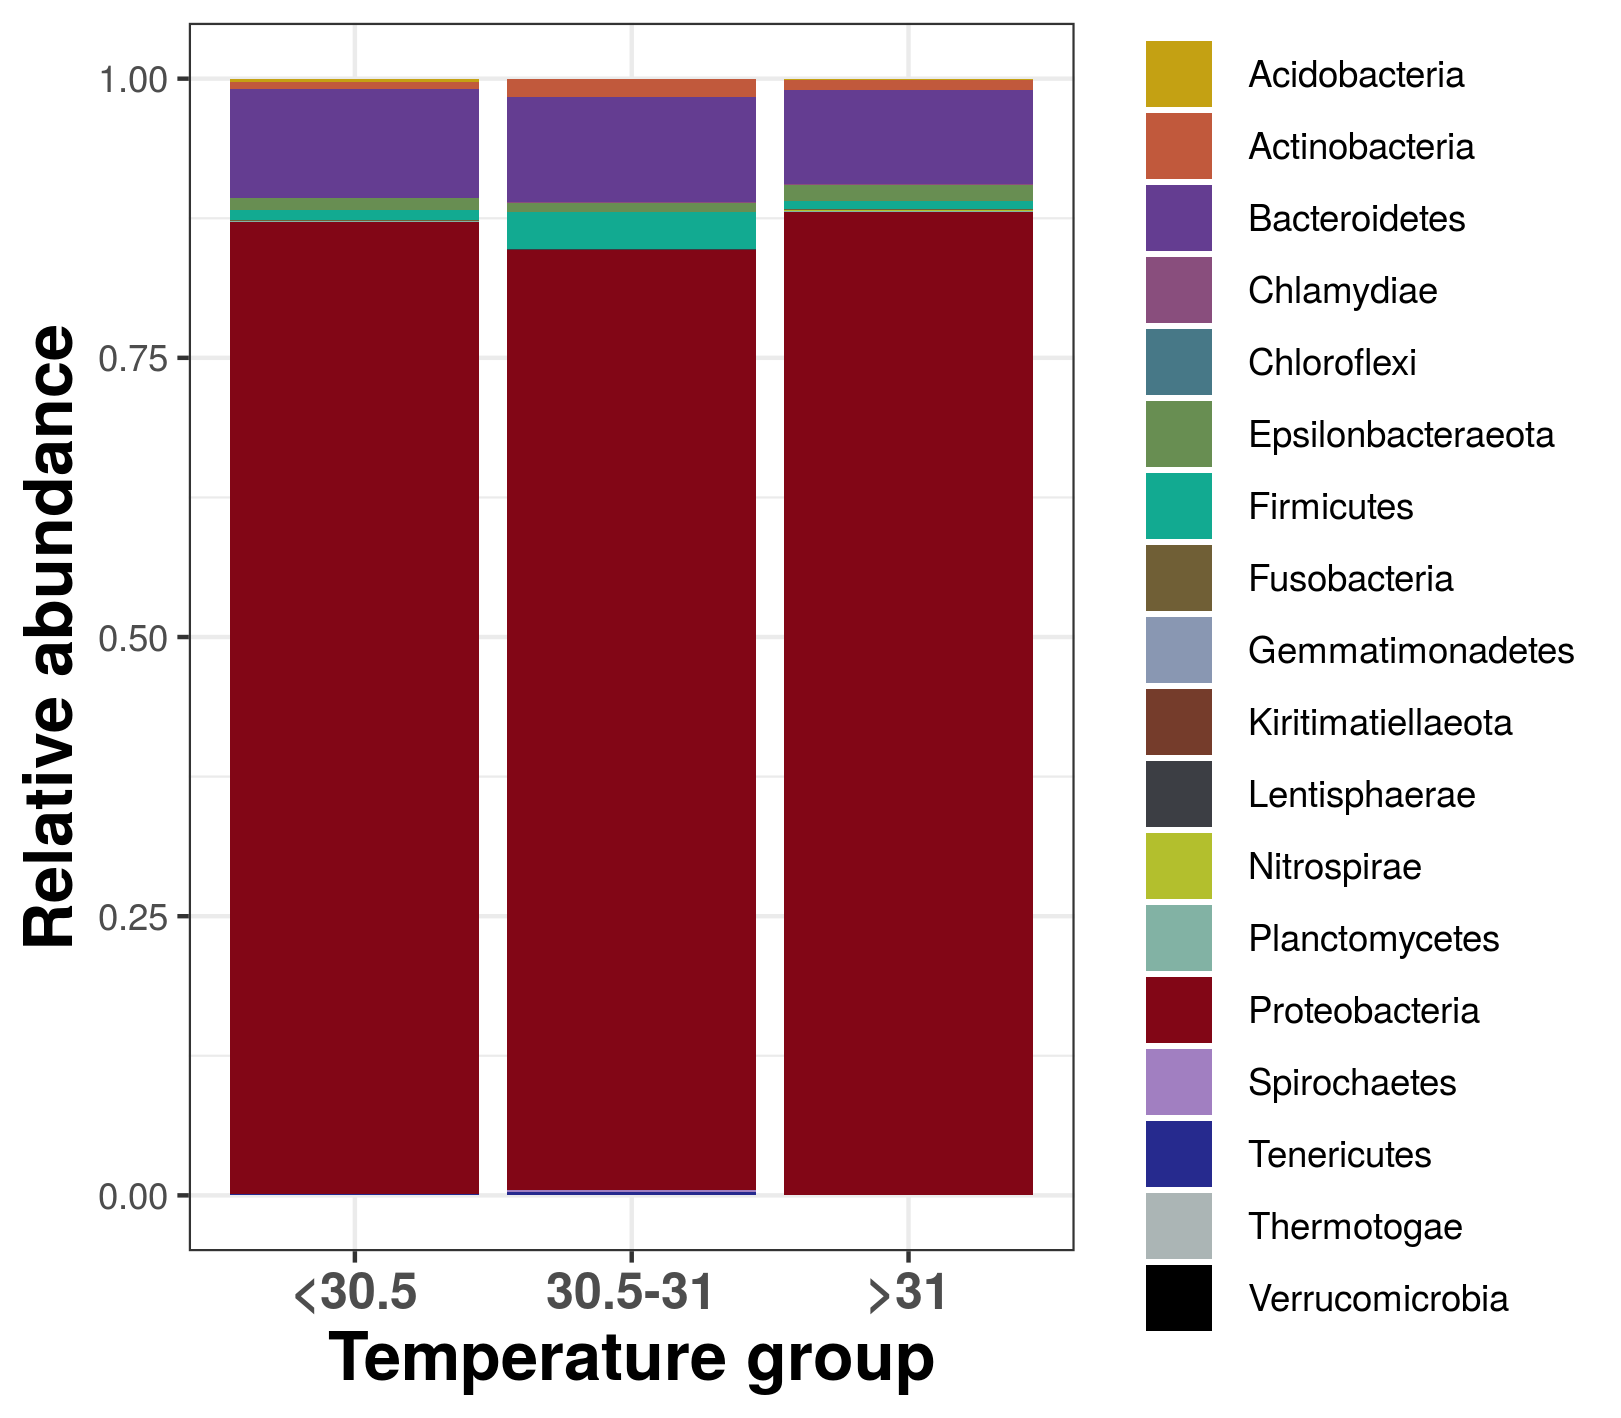 Relative abundance
1.00
0.75
0.50
0.25
0.00
<30.5
30.5-31
>31
Temperature group
Acidobacteria
Actinobacteria
Bacteroidetes
Chlamydiae
Chloroflexi
Epsilonbacteraeota
Firmicutes
Fusobacteria
Gemmatimonadetes
Kiritimatiellaeota
Lentisphaerae
Nitrospirae
Planctomycetes
Proteobacteria
Spirochaetes
Tenericutes
Thermotogae
Verrucomicrobia